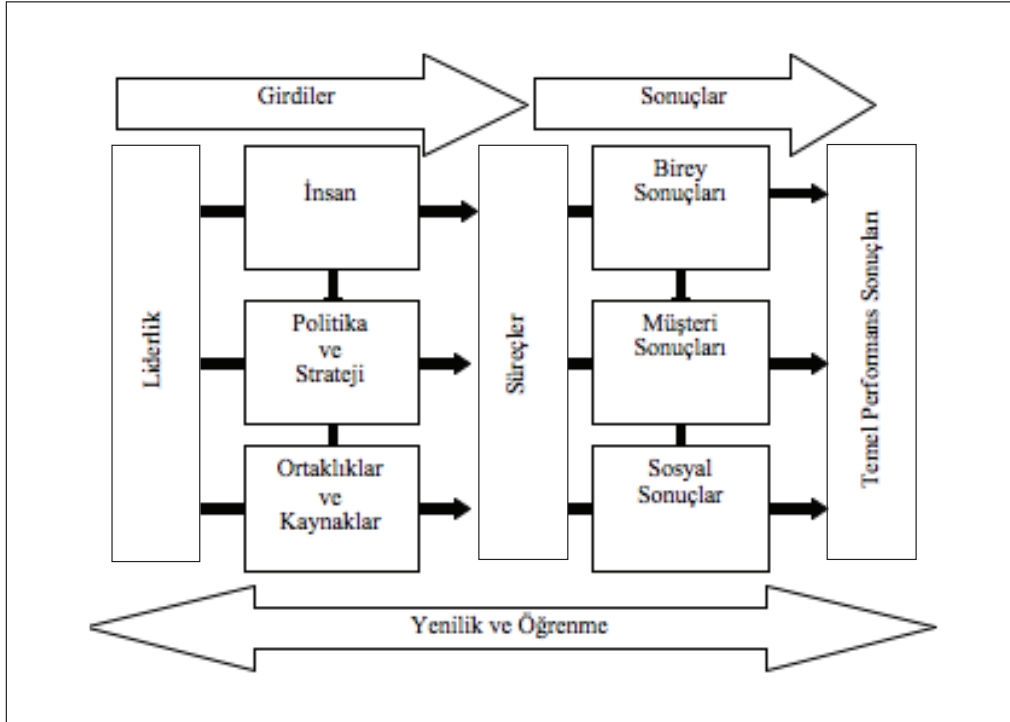 Girdiler
Sonuçlar
Liderlik
İnsan
Politika
ve
Strateji
Ortaklıklar
ve
Kaynaklar
Süreçler
Birey
Sonuçları
Müşteri
Sonuçları
Sosyal
Sonuçlar
Temel Performans Sonuçları
Yenilik ve Öğrenme